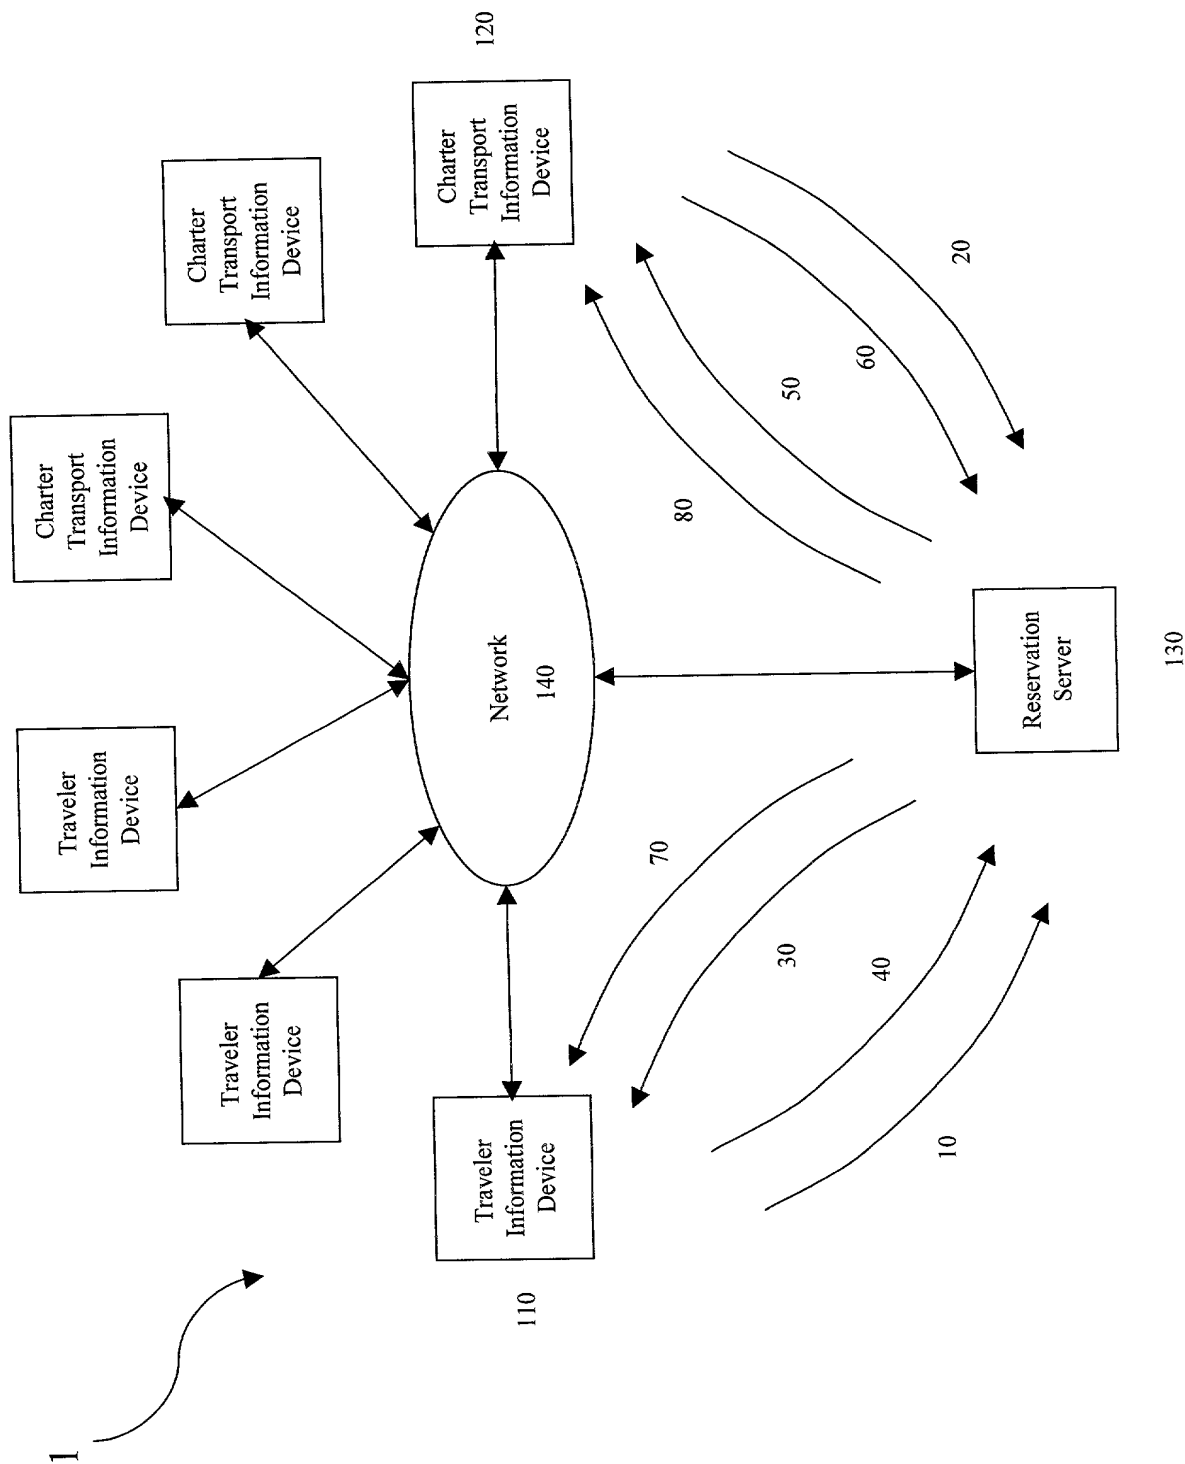 1
Traveler
Information
Device
110
Traveler
Information
Device
Traveler
Information
Device
Charter
Transport
Information
Device
Charter
Transport
Information
Device
Charter
Transport
Information
Device
120
Network
140
70
30
40
10
80
50
60
20
Reservation
Server
130